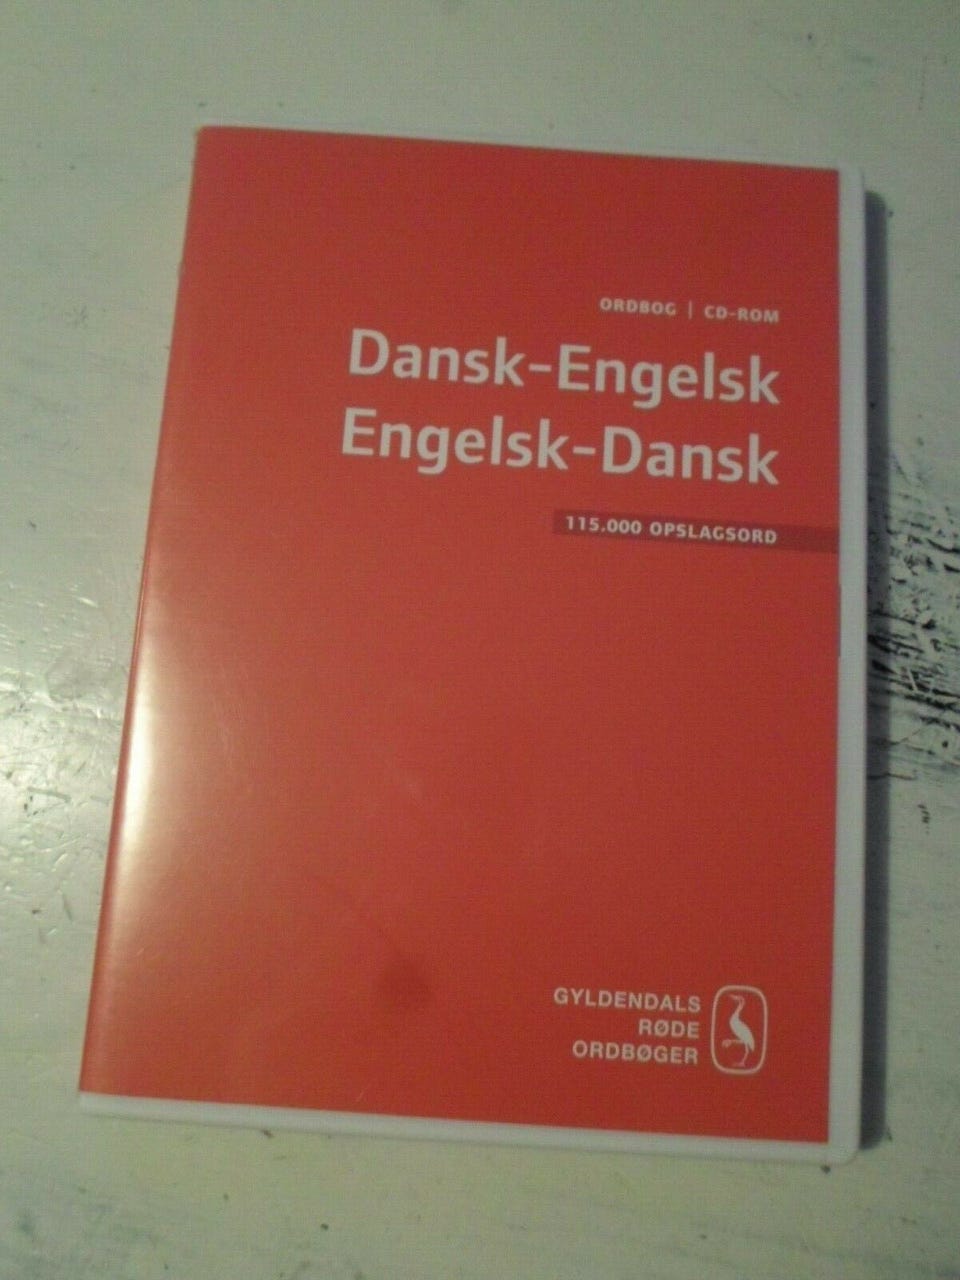 ORDBOG | CD-ROM
Dansk-Engelsk
Engelsk-Dansk
115.000 OPSLAGSORD
GYLDENDALS
RØDE
ORDBØGER